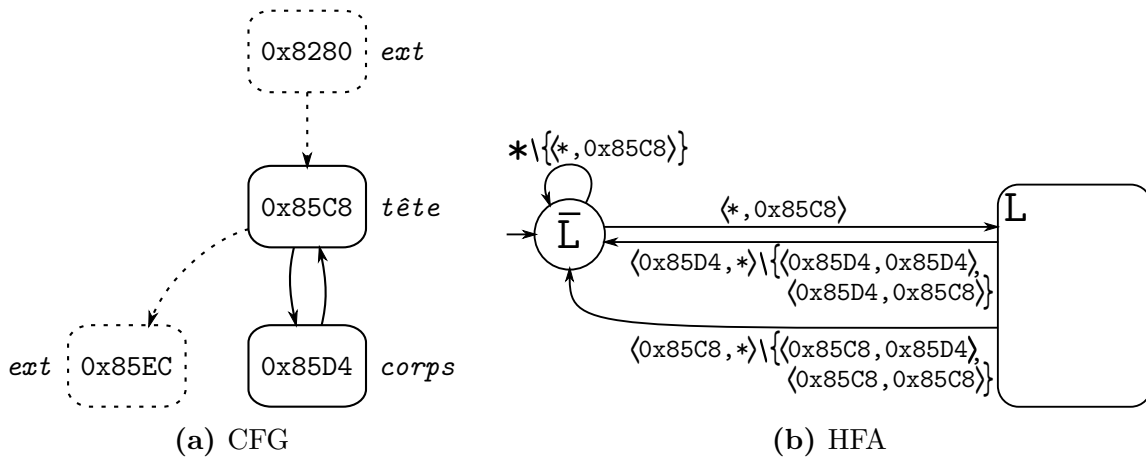 0x8280 ext
0x85C8 tête
ext 0x85EC
0x85D4 corps
(a) CFG
*\{⟨*,0x85C8⟩}
L̅
⟨*,0x85C8⟩
L
⟨0x85D4,*⟩\{⟨0x85D4,0x85D4⟩,
⟨0x85D4,0x85C8⟩}
⟨0x85C8,*⟩\{⟨0x85C8,0x85D4⟩,
⟨0x85C8,0x85C8⟩}
(b) HFA